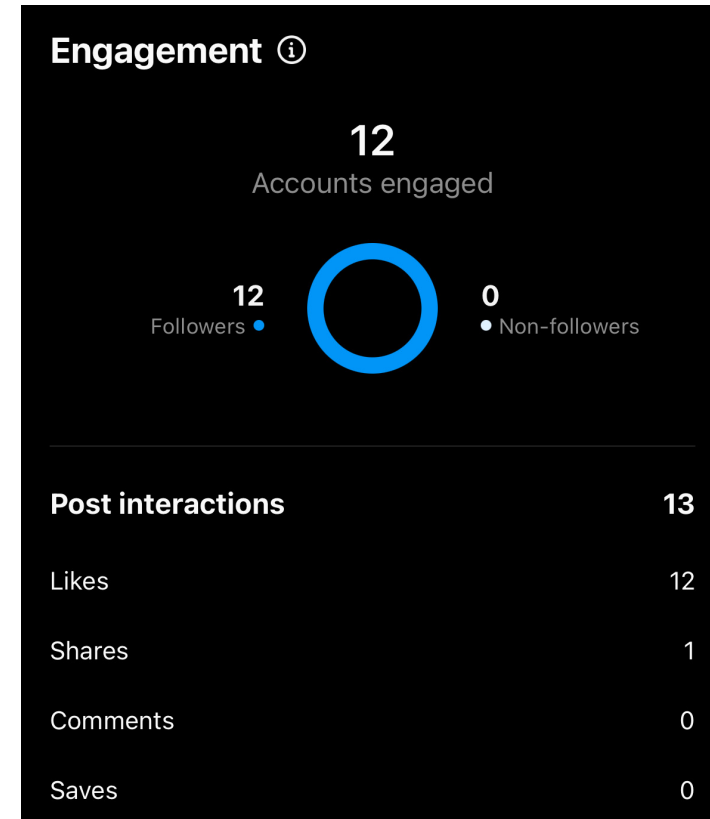 Engagement
12
Accounts engaged
12
Followers
0
Non-followers
Post interactions 13
Likes 12
Shares 1
Comments 0
Saves 0